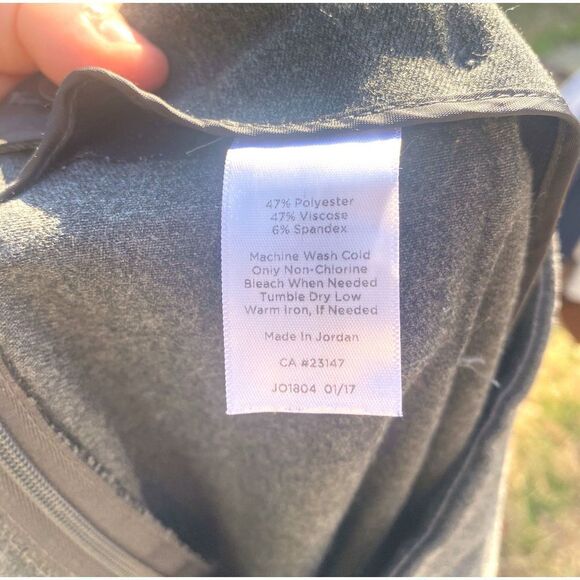 47% Polyester
47% Viscose
6% Spandex
Machine Wash Cold
Only Non-Chlorine
Bleach When Needed
Tumble Dry Low
Warm Iron, If Needed
Made In Jordan
CA #23147
JO1804 01/17